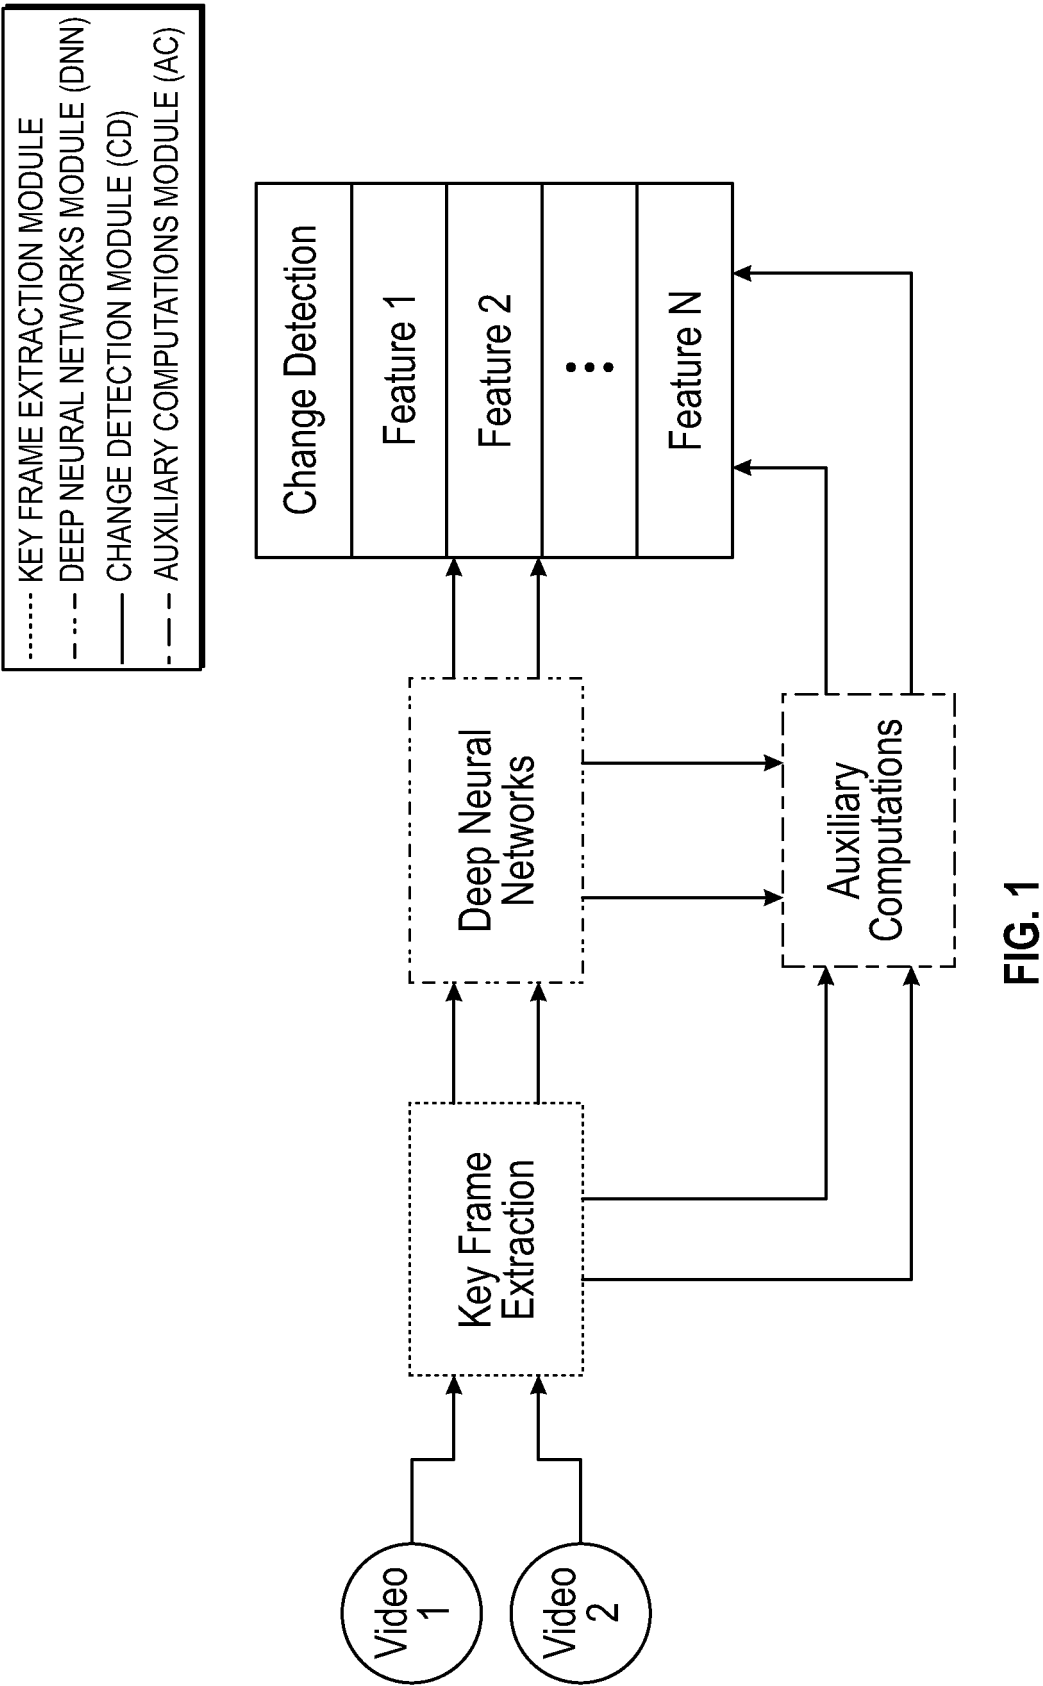 KEY FRAME EXTRACTION MODULE
DEEP NEURAL NETWORKS MODULE (DNN)
CHANGE DETECTION MODULE (CD)
AUXILIARY COMPUTATIONS MODULE (AC)
Video
1
Video
2
Key Frame
Extraction
Deep Neural
Networks
Auxiliary
Computations
Change Detection
Feature 1
Feature 2
...
Feature N
FIG. 1